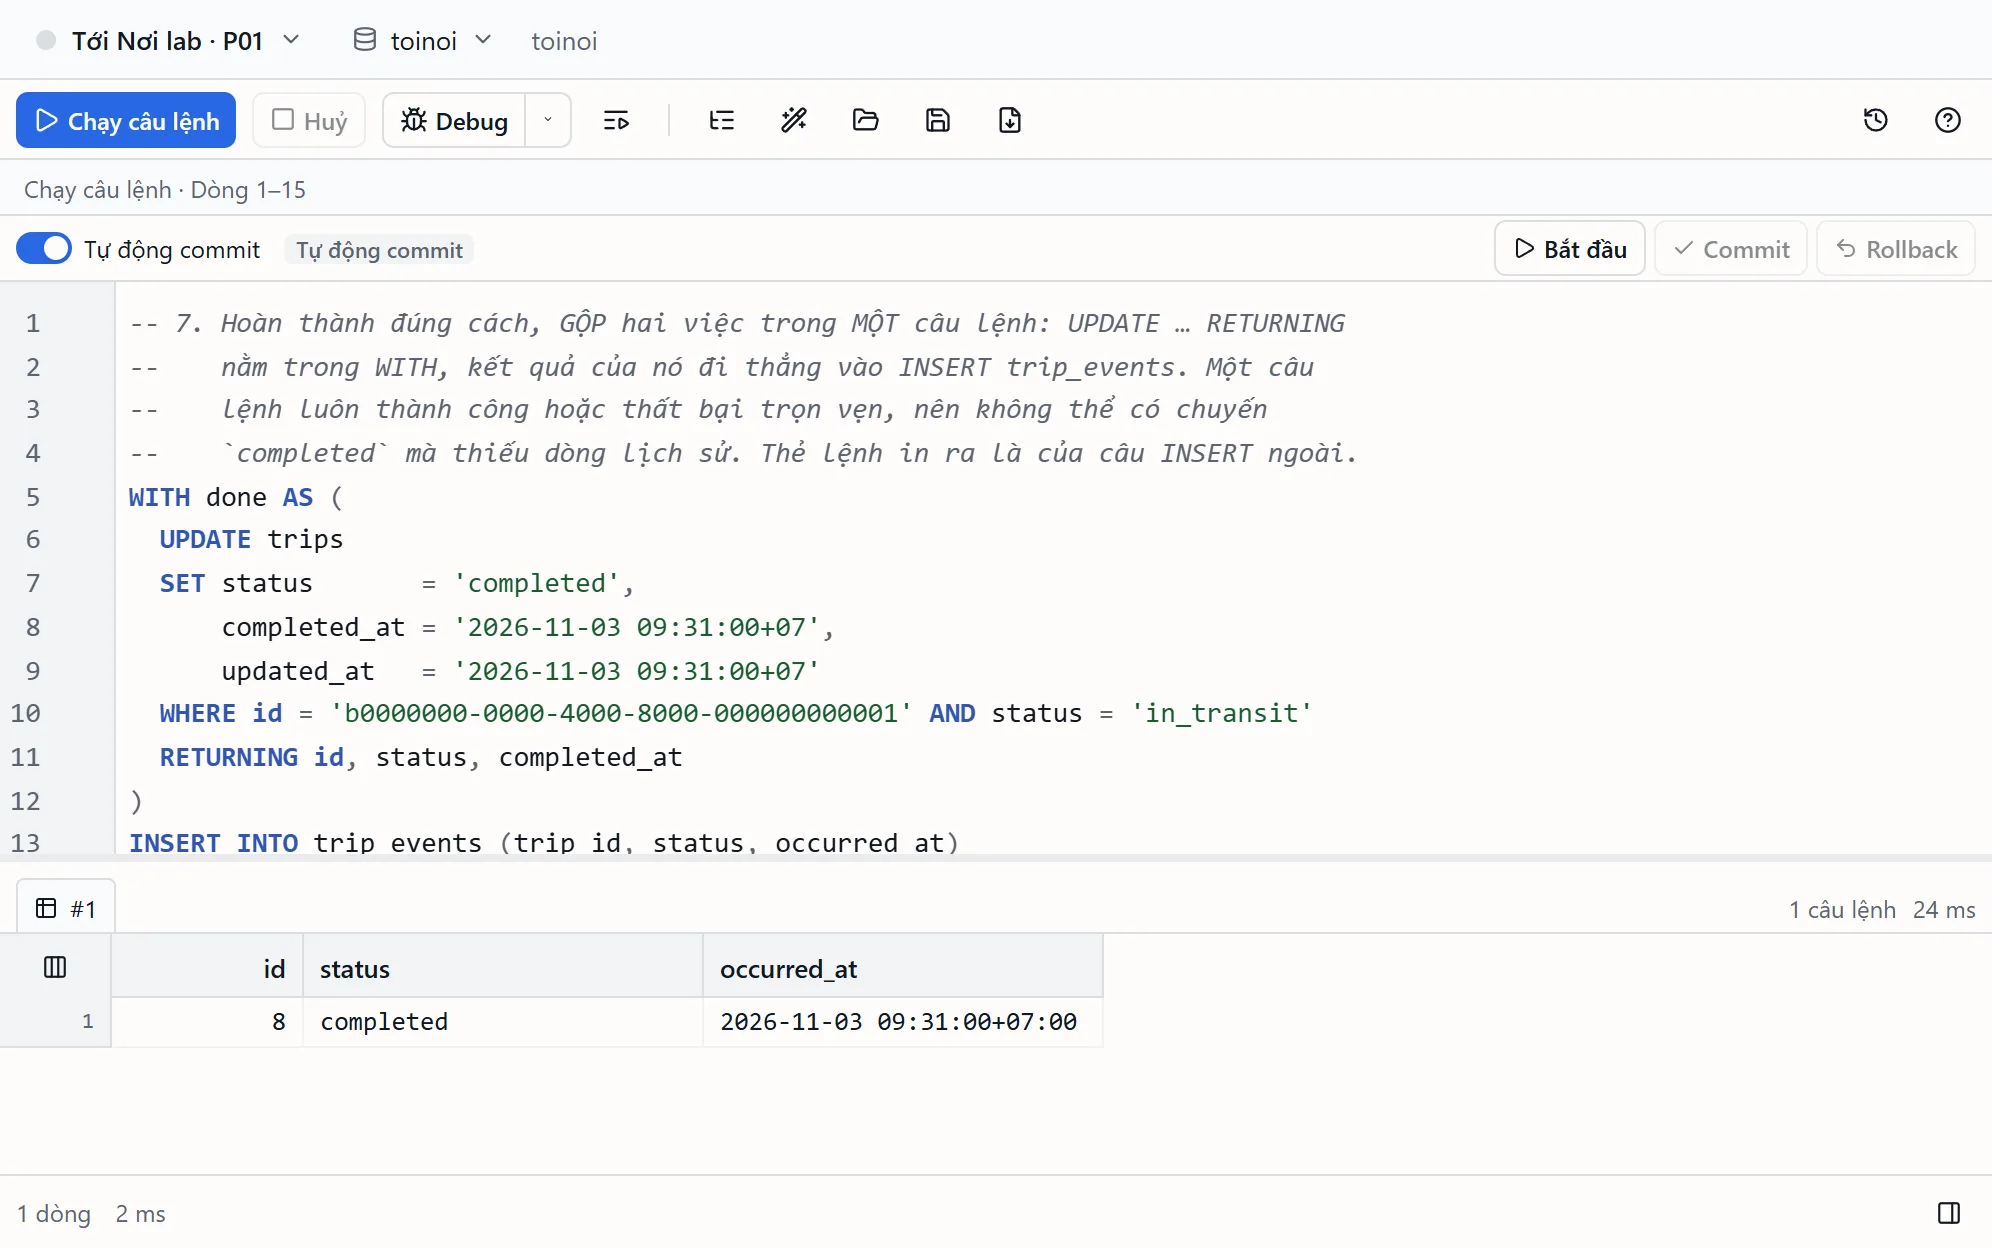 Tới Nơi lab · P01 toinoi toinoi
Chạy câu lệnh Huỷ Debug
Chạy câu lệnh · Dòng 1–15
Tự động commit Tự động commit Bắt đầu Commit Rollback
1 -- 7. Hoàn thành đúng cách, GỘP hai việc trong MỘT câu lệnh: UPDATE … RETURNING
2 --    nằm trong WITH, kết quả của nó đi thẳng vào INSERT trip_events. Một câu
3 --    lệnh luôn thành công hoặc thất bại trọn vẹn, nên không thể có chuyến
4 --    `completed` mà thiếu dòng lịch sử. Thẻ lệnh in ra là của câu INSERT ngoài.
5 WITH done AS (
6   UPDATE trips
7   SET status       = 'completed',
8       completed_at = '2026-11-03 09:31:00+07',
9       updated_at   = '2026-11-03 09:31:00+07'
10   WHERE id = 'b0000000-0000-4000-8000-000000000001' AND status = 'in_transit'
11   RETURNING id, status, completed_at
12 )
13 INSERT INTO trip_events (trip_id, status, occurred_at)
#1 1 câu lệnh 24 ms
id status occurred_at
1 8 completed 2026-11-03 09:31:00+07:00
1 dòng 2 ms